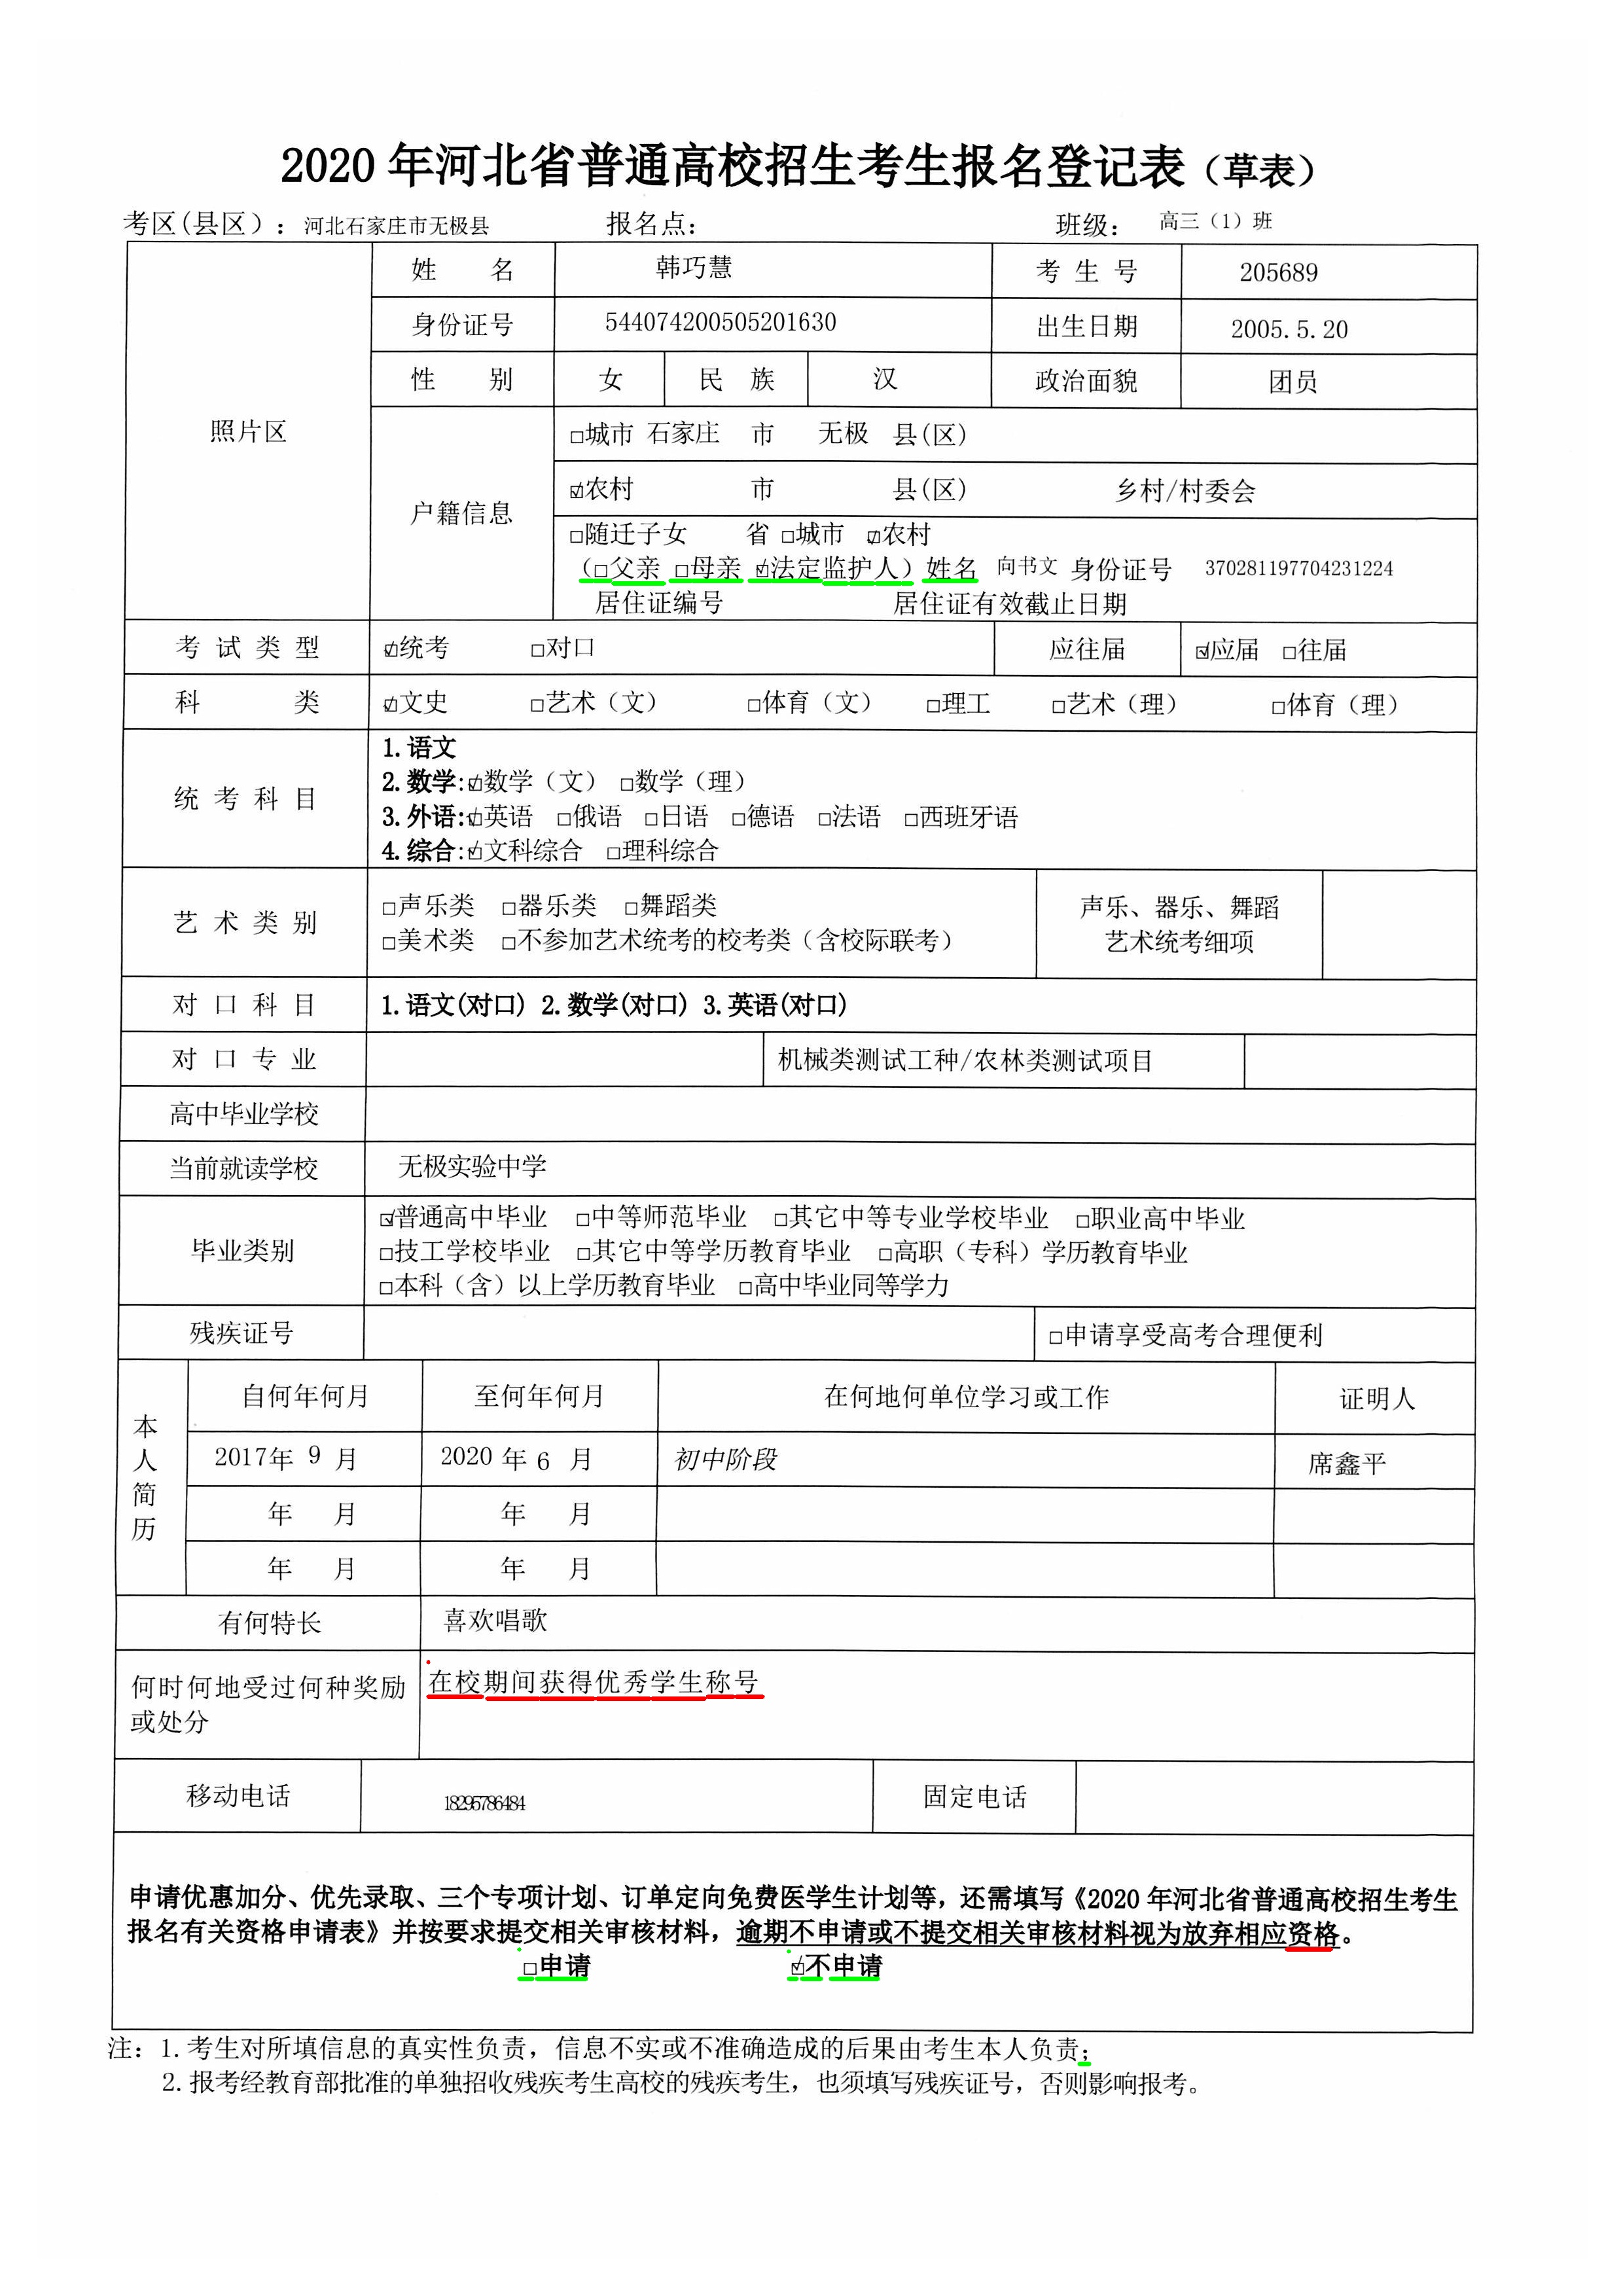 2020年河北省普通高校招生考生报名登记表（草表）
考区(县区）：河北石家庄市无极县 报名点： 班级： 高三（1）班
照片区
姓 名 韩巧慧 考 生 号 205689
身份证号 544074200505201630 出生日期 2005.5.20
性 别 女 民 族 汉 政治面貌 团员
户籍信息
□城市 石家庄 市 无极 县(区)
☑农村 市 县(区) 乡村/村委会
□随迁子女 省 □城市 ☑农村
（□父亲 □母亲 ☑法定监护人）姓名 向书文 身份证号 370281197704231224
居住证编号 居住证有效截止日期
考 试 类 型 ☑统考 □对口 应往届 ☑应届 □往届
科 类 ☑文史 □艺术（文） □体育（文） □理工 □艺术（理） □体育（理）
统 考 科 目
1.语文
2.数学:☑数学（文） □数学（理）
3.外语:☑英语 □俄语 □日语 □德语 □法语 □西班牙语
4.综合:☑文科综合 □理科综合
艺 术 类 别
□声乐类 □器乐类 □舞蹈类
□美术类 □不参加艺术统考的校考类（含校际联考）
声乐、器乐、舞蹈
艺术统考细项
对 口 科 目 1.语文(对口) 2.数学(对口) 3.英语(对口)
对 口 专 业 机械类测试工种/农林类测试项目
高中毕业学校
当前就读学校 无极实验中学
毕业类别
☑普通高中毕业 □中等师范毕业 □其它中等专业学校毕业 □职业高中毕业
□技工学校毕业 □其它中等学历教育毕业 □高职（专科）学历教育毕业
□本科（含）以上学历教育毕业 □高中毕业同等学力
残疾证号 □申请享受高考合理便利
本人简历
自何年何月 至何年何月 在何地何单位学习或工作 证明人
2017年 9 月 2020 年 6 月 初中阶段 席鑫平
年 月 年 月
年 月 年 月
有何特长 喜欢唱歌
何时何地受过何种奖励
或处分
在校期间获得优秀学生称号
移动电话 18295786484 固定电话
申请优惠加分、优先录取、三个专项计划、订单定向免费医学生计划等，还需填写《2020年河北省普通高校招生考生
报名有关资格申请表》并按要求提交相关审核材料，逾期不申请或不提交相关审核材料视为放弃相应资格。
□申请 ☑不申请
注：1.考生对所填信息的真实性负责，信息不实或不准确造成的后果由考生本人负责；
2.报考经教育部批准的单独招收残疾考生高校的残疾考生，也须填写残疾证号，否则影响报考。